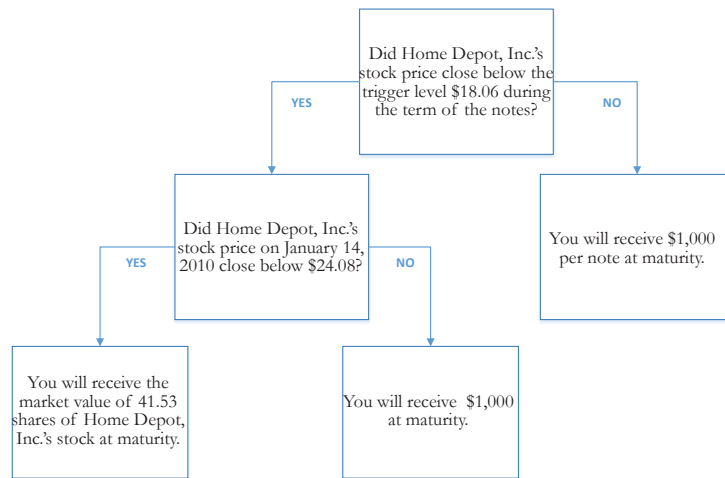 Did Home Depot, Inc.'s
stock price close below the
trigger level $18.06 during
the term of the notes?
YES
NO
Did Home Depot, Inc.'s
stock price on January 14,
2010 close below $24.08?
You will receive $1,000
per note at maturity.
YES
NO
You will receive the
market value of 41.53
shares of Home Depot,
Inc.'s stock at maturity.
You will receive $1,000
at maturity.